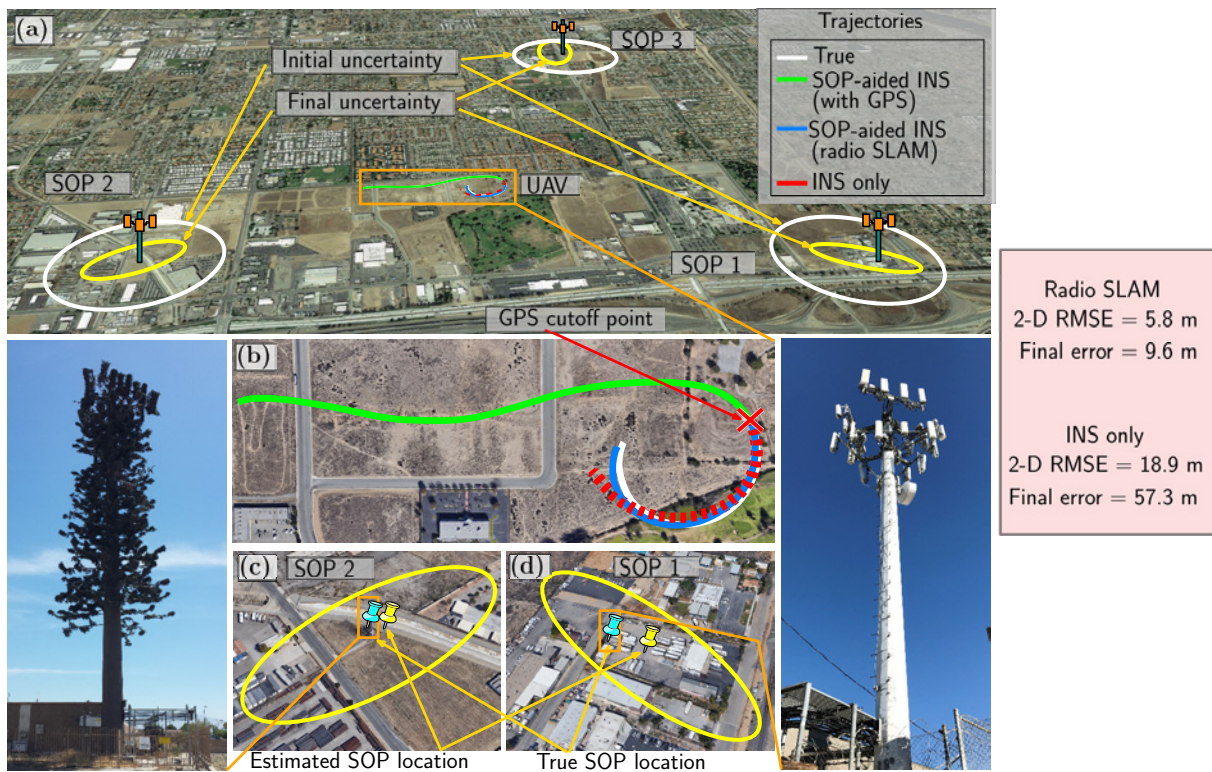 (a)
SOP 3
Initial uncertainty
Final uncertainty
SOP 2
UAV
SOP 1
Trajectories
True
SOP-aided INS
(with GPS)
SOP-aided INS
(radio SLAM)
INS only
GPS cutoff point
(b)
(c)
SOP 2
(d)
SOP 1
Estimated SOP location
True SOP location
Radio SLAM
2-D RMSE = 5.8 m
Final error = 9.6 m
INS only
2-D RMSE = 18.9 m
Final error = 57.3 m